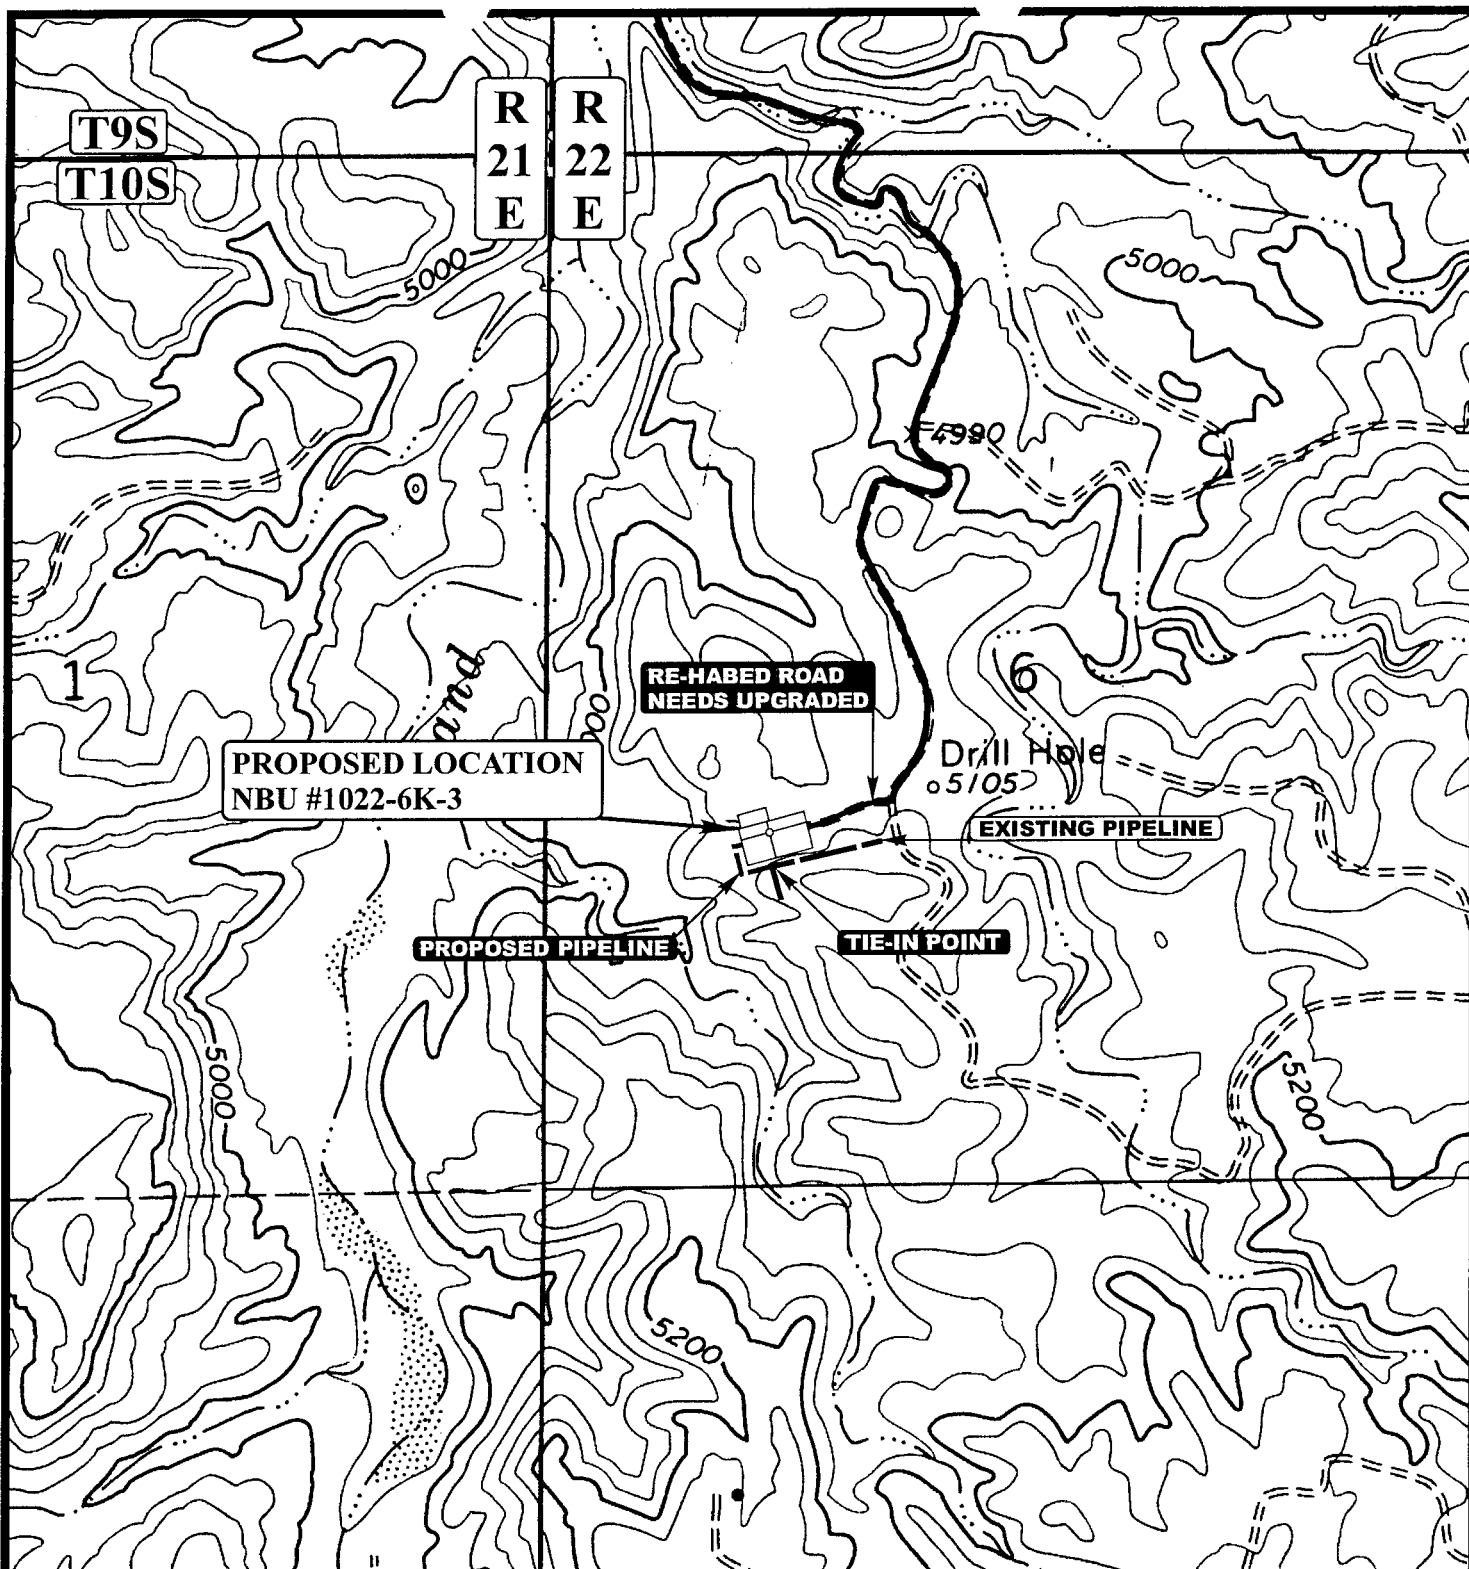 T9S
T10S
R
21
E
R
22
E
5000
5000
4990
1
and
6
RE-HABED ROAD
NEEDS UPGRADED
Drill Hole
5105
PROPOSED LOCATION
NBU #1022-6K-3
EXISTING PIPELINE
PROPOSED PIPELINE
TIE-IN POINT
5000
5200
5200